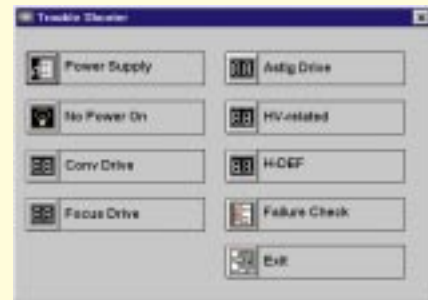 Trouble Shooter
Power Supply
No Power On
Conv Drive
Focus Drive
Astig Drive
HV-related
H-DEF
Failure Check
Exit